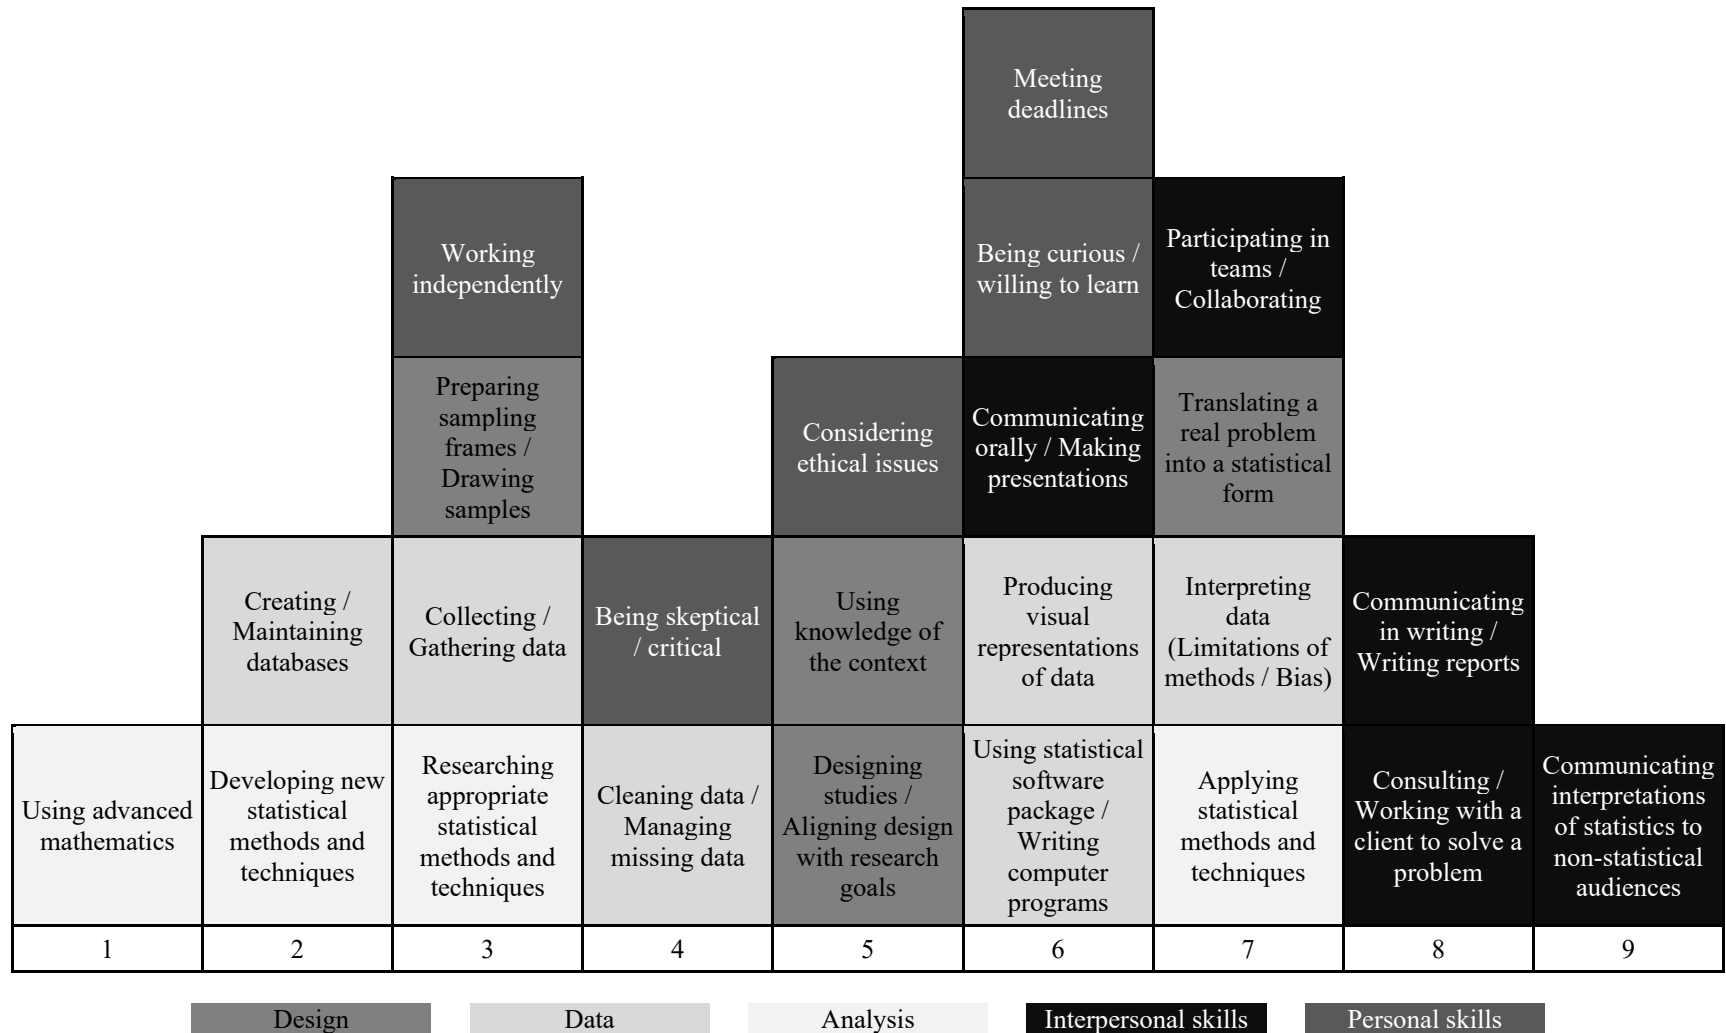 Meeting
deadlines
Working
independently
Being curious /
willing to learn
Participating in
teams /
Collaborating
Preparing
sampling
frames /
Drawing
samples
Considering
ethical issues
Communicating
orally / Making
presentations
Translating a
real problem
into a statistical
form
Creating /
Maintaining
databases
Collecting /
Gathering data
Being skeptical
/ critical
Using
knowledge of
the context
Producing
visual
representations
of data
Interpreting
data
(Limitations of
methods / Bias)
Communicating
in writing /
Writing reports
Using advanced
mathematics
Developing new
statistical
methods and
techniques
Researching
appropriate
statistical
methods and
techniques
Cleaning data /
Managing
missing data
Designing
studies /
Aligning design
with research
goals
Using statistical
software
package /
Writing
computer
programs
Applying
statistical
methods and
techniques
Consulting /
Working with a
client to solve a
problem
Communicating
interpretations
of statistics to
non-statistical
audiences
1 2 3 4 5 6 7 8 9
Design Data Analysis Interpersonal skills Personal skills